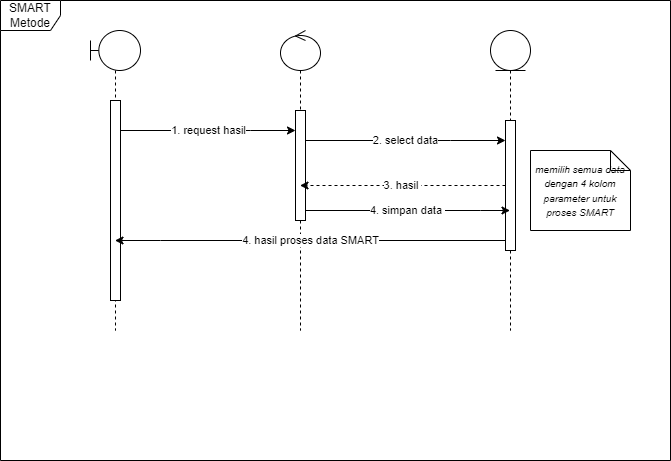 SMART
Metode
1. request hasil
2. select data
memilih semua data
dengan 4 kolom
parameter untuk
proses SMART
3. hasil
4. simpan data
4. hasil proses data SMART